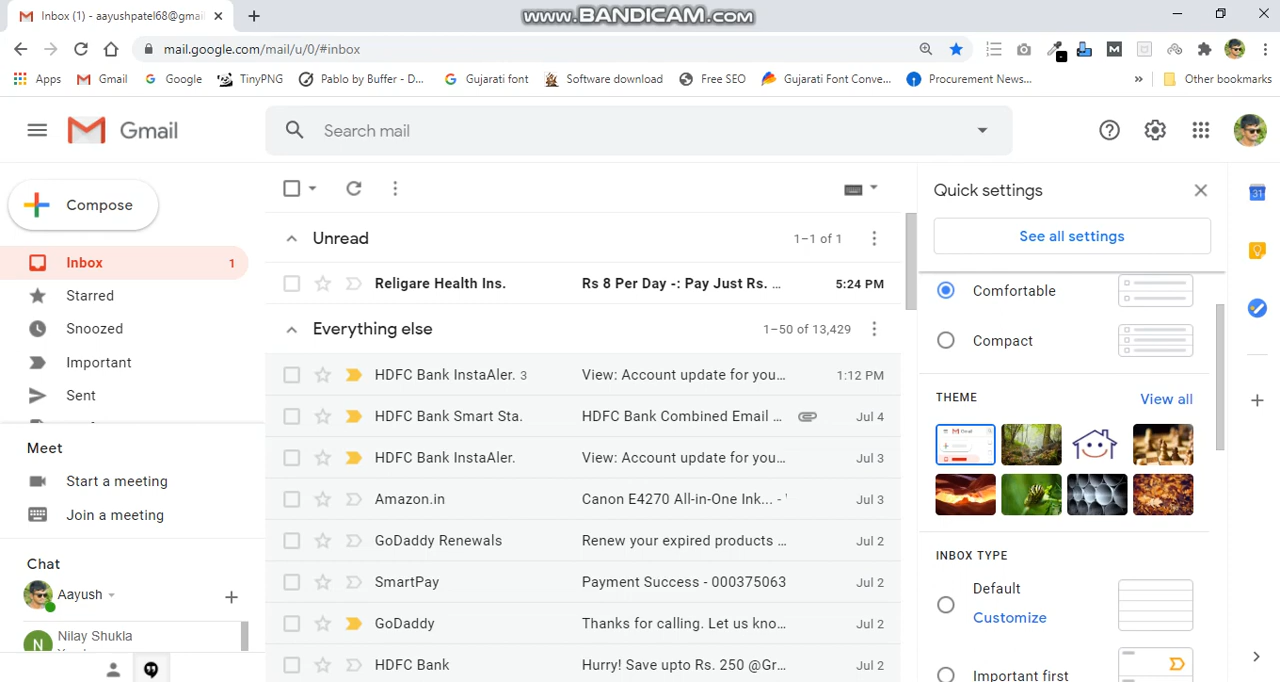 Inbox (1) - aayushpatel68@gmai
www.BANDICAM.com
mail.google.com/mail/u/0/#inbox
Apps
Gmail
Google
TinyPNG
Pablo by Buffer - D...
Gujarati font
Software download
Free SEO
Gujarati Font Conve...
Procurement News...
»
Other bookmarks
Gmail
Search mail
Compose
Inbox 1
Starred
Snoozed
Important
Sent
Meet
Start a meeting
Join a meeting
Chat
Aayush
Nilay Shukla
N
Unread 1–1 of 1
Religare Health Ins. Rs 8 Per Day -: Pay Just Rs. ... 5:24 PM
Everything else 1–50 of 13,429
HDFC Bank InstaAler. 3 View: Account update for you... 1:12 PM
HDFC Bank Smart Sta. HDFC Bank Combined Email ... Jul 4
HDFC Bank InstaAler. View: Account update for you... Jul 3
Amazon.in Canon E4270 All-in-One Ink... - Jul 3
GoDaddy Renewals Renew your expired products ... Jul 2
SmartPay Payment Success - 000375063 Jul 2
GoDaddy Thanks for calling. Let us kno... Jul 2
HDFC Bank Hurry! Save upto Rs. 250 @Gr... Jul 2
Quick settings
See all settings
Comfortable
Compact
THEME View all
INBOX TYPE
Default
Customize
Important first
31